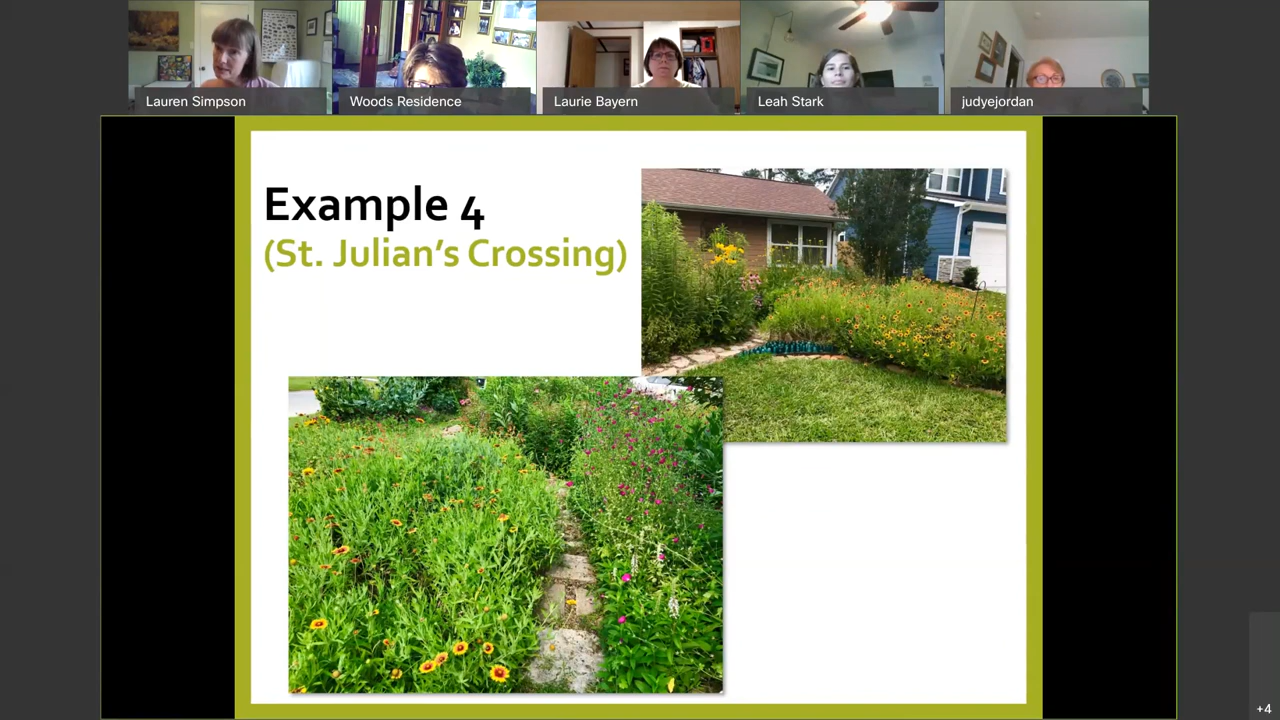 Lauren Simpson
Woods Residence
Laurie Bayern
Leah Stark
judyejordan
Example 4
(St. Julian's Crossing)
+4